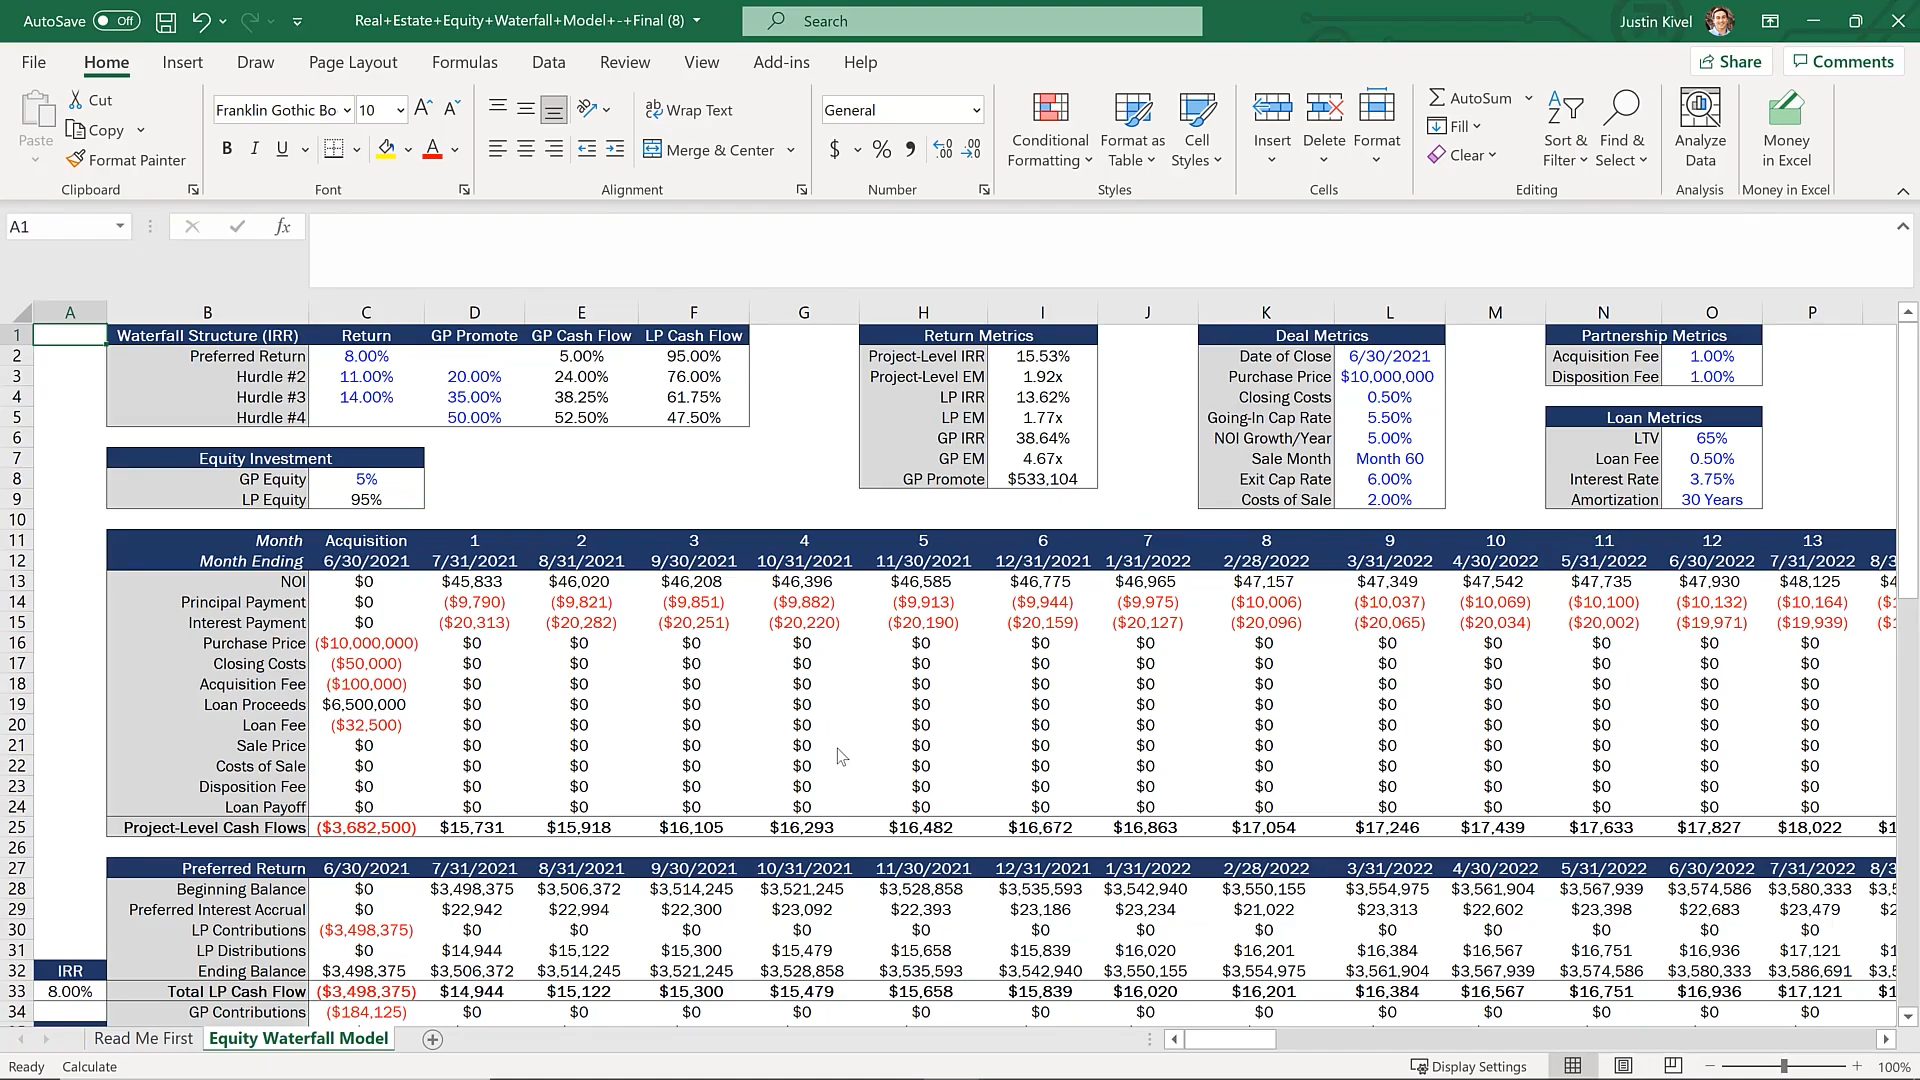 AutoSave Off Real+Estate+Equity+Waterfall+Model+-+Final (8) Search Justin Kivel
File Home Insert Draw Page Layout Formulas Data Review View Add-ins Help Share Comments
Paste Cut Copy Format Painter Clipboard
Franklin Gothic Bo 10 B I U Font
Wrap Text Merge & Center Alignment
General $ % Number
Conditional Formatting Format as Table Cell Styles Styles
Insert Delete Format Cells
AutoSum Fill Clear Sort & Filter Find & Select Editing
Analyze Data Analysis
Money in Excel Money in Excel
A1 fx
A B C D E F G H I J K L M N O P
1 Waterfall Structure (IRR) Return GP Promote GP Cash Flow LP Cash Flow Return Metrics Deal Metrics Partnership Metrics
2 Preferred Return 8.00% 5.00% 95.00% Project-Level IRR 15.53% Date of Close 6/30/2021 Acquisition Fee 1.00%
3 Hurdle #2 11.00% 20.00% 24.00% 76.00% Project-Level EM 1.92x Purchase Price $10,000,000 Disposition Fee 1.00%
4 Hurdle #3 14.00% 35.00% 38.25% 61.75% LP IRR 13.62% Closing Costs 0.50%
5 Hurdle #4 50.00% 52.50% 47.50% LP EM 1.77x Going-In Cap Rate 5.50% Loan Metrics
6 GP IRR 38.64% NOI Growth/Year 5.00% LTV 65%
7 Equity Investment GP EM 4.67x Sale Month Month 60 Loan Fee 0.50%
8 GP Equity 5% GP Promote $533,104 Exit Cap Rate 6.00% Interest Rate 3.75%
9 LP Equity 95% Costs of Sale 2.00% Amortization 30 Years
10
11 Month Acquisition 1 2 3 4 5 6 7 8 9 10 11 12 13
12 Month Ending 6/30/2021 7/31/2021 8/31/2021 9/30/2021 10/31/2021 11/30/2021 12/31/2021 1/31/2022 2/28/2022 3/31/2022 4/30/2022 5/31/2022 6/30/2022 7/31/2022 8/3
13 NOI $0 $45,833 $46,020 $46,208 $46,396 $46,585 $46,775 $46,965 $47,157 $47,349 $47,542 $47,735 $47,930 $48,125 $4
14 Principal Payment $0 ($9,790) ($9,821) ($9,851) ($9,882) ($9,913) ($9,944) ($9,975) ($10,006) ($10,037) ($10,069) ($10,100) ($10,132) ($10,164)
15 Interest Payment $0 ($20,313) ($20,282) ($20,251) ($20,220) ($20,190) ($20,159) ($20,127) ($20,096) ($20,065) ($20,034) ($20,002) ($19,971) ($19,939)
16 Purchase Price ($10,000,000) $0 $0 $0 $0 $0 $0 $0 $0 $0 $0 $0 $0 $0
17 Closing Costs ($50,000) $0 $0 $0 $0 $0 $0 $0 $0 $0 $0 $0 $0 $0
18 Acquisition Fee ($100,000) $0 $0 $0 $0 $0 $0 $0 $0 $0 $0 $0 $0 $0
19 Loan Proceeds $6,500,000 $0 $0 $0 $0 $0 $0 $0 $0 $0 $0 $0 $0 $0
20 Loan Fee ($32,500) $0 $0 $0 $0 $0 $0 $0 $0 $0 $0 $0 $0 $0
21 Sale Price $0 $0 $0 $0 $0 $0 $0 $0 $0 $0 $0 $0 $0 $0
22 Costs of Sale $0 $0 $0 $0 $0 $0 $0 $0 $0 $0 $0 $0 $0 $0
23 Disposition Fee $0 $0 $0 $0 $0 $0 $0 $0 $0 $0 $0 $0 $0 $0
24 Loan Payoff $0 $0 $0 $0 $0 $0 $0 $0 $0 $0 $0 $0 $0 $0
25 Project-Level Cash Flows ($3,682,500) $15,731 $15,918 $16,105 $16,293 $16,482 $16,672 $16,863 $17,054 $17,246 $17,439 $17,633 $17,827 $18,022 $1
26
27 Preferred Return 6/30/2021 7/31/2021 8/31/2021 9/30/2021 10/31/2021 11/30/2021 12/31/2021 1/31/2022 2/28/2022 3/31/2022 4/30/2022 5/31/2022 6/30/2022 7/31/2022 8/3
28 Beginning Balance $0 $3,498,375 $3,506,372 $3,514,245 $3,521,245 $3,528,858 $3,535,593 $3,542,940 $3,550,155 $3,554,975 $3,561,904 $3,567,939 $3,574,586 $3,580,333 $3,5
29 Preferred Interest Accrual $0 $22,942 $22,994 $22,300 $23,092 $22,393 $23,186 $23,234 $21,022 $23,313 $22,602 $23,398 $22,683 $23,479 $2
30 LP Contributions ($3,498,375) $0 $0 $0 $0 $0 $0 $0 $0 $0 $0 $0 $0 $0
31 LP Distributions $0 $14,944 $15,122 $15,300 $15,479 $15,658 $15,839 $16,020 $16,201 $16,384 $16,567 $16,751 $16,936 $17,121 $1
32 IRR Ending Balance $3,498,375 $3,506,372 $3,514,245 $3,521,245 $3,528,858 $3,535,593 $3,542,940 $3,550,155 $3,554,975 $3,561,904 $3,567,939 $3,574,586 $3,580,333 $3,586,691 $3,5
33 8.00% Total LP Cash Flow ($3,498,375) $14,944 $15,122 $15,300 $15,479 $15,658 $15,839 $16,020 $16,201 $16,384 $16,567 $16,751 $16,936 $17,121 $1
34 GP Contributions ($184,125) $0 $0 $0 $0 $0 $0 $0 $0 $0 $0 $0 $0 $0
Read Me First Equity Waterfall Model
Ready Calculate Display Settings 100%